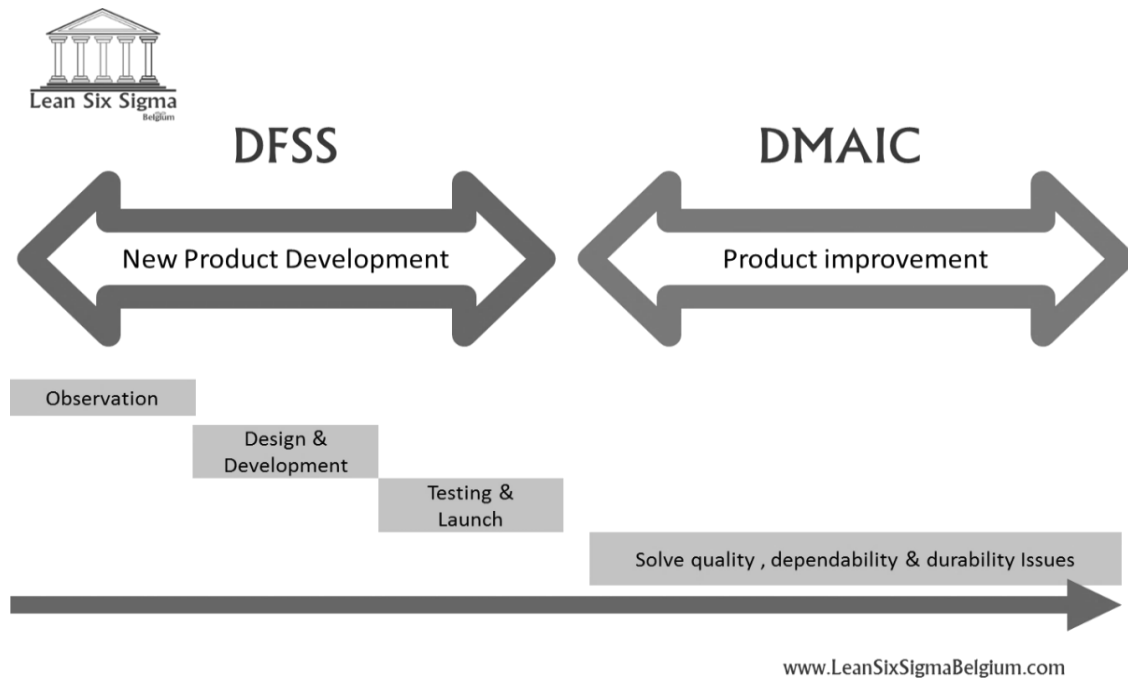 Lean Six Sigma
Belgium
DFSS
DMAIC
New Product Development
Product improvement
Observation
Design &
Development
Testing &
Launch
Solve quality , dependability & durability Issues
www.LeanSixSigmaBelgium.com